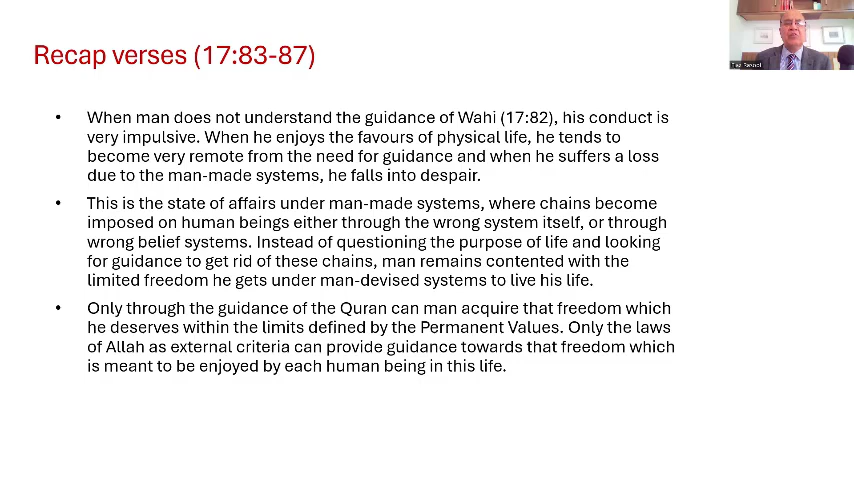 Recap verses (17:83-87)
• When man does not understand the guidance of Wahi (17:82), his conduct is
very impulsive. When he enjoys the favours of physical life, he tends to
become very remote from the need for guidance and when he suffers a loss
due to the man-made systems, he falls into despair.
• This is the state of affairs under man-made systems, where chains become
imposed on human beings either through the wrong system itself, or through
wrong belief systems. Instead of questioning the purpose of life and looking
for guidance to get rid of these chains, man remains contented with the
limited freedom he gets under man-devised systems to live his life.
• Only through the guidance of the Quran can man acquire that freedom which
he deserves within the limits defined by the Permanent Values. Only the laws
of Allah as external criteria can provide guidance towards that freedom which
is meant to be enjoyed by each human being in this life.